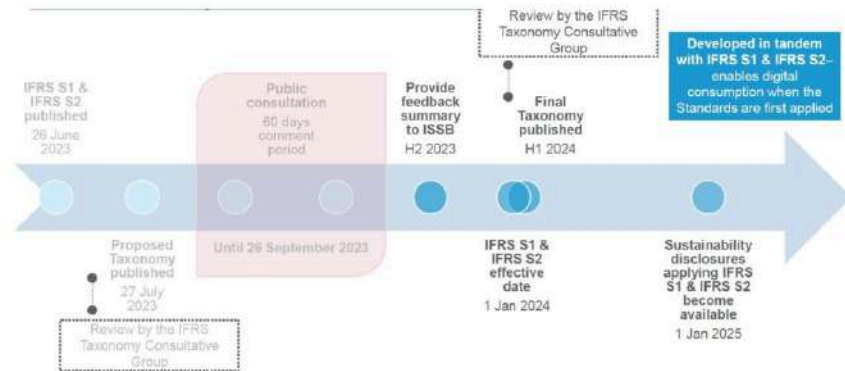 Review by the IFRS
Taxonomy Consultative
Group
Developed in tandem
with IFRS S1 & IFRS S2–
enables digital
consumption when the
Standards are first applied
IFRS S1 &
IFRS S2
published
26 June
2023
Public
consultation
60 days
comment
period
Provide
feedback
summary
to ISSB
H2 2023
Final
Taxonomy
published
H1 2024
Proposed
Taxonomy
published
27 July
2023
Until 26 September 2023
IFRS S1 &
IFRS S2
effective
date
1 Jan 2024
Sustainability
disclosures
applying IFRS
S1 & IFRS S2
become
available
1 Jan 2025
Review by the IFRS
Taxonomy Consultative
Group